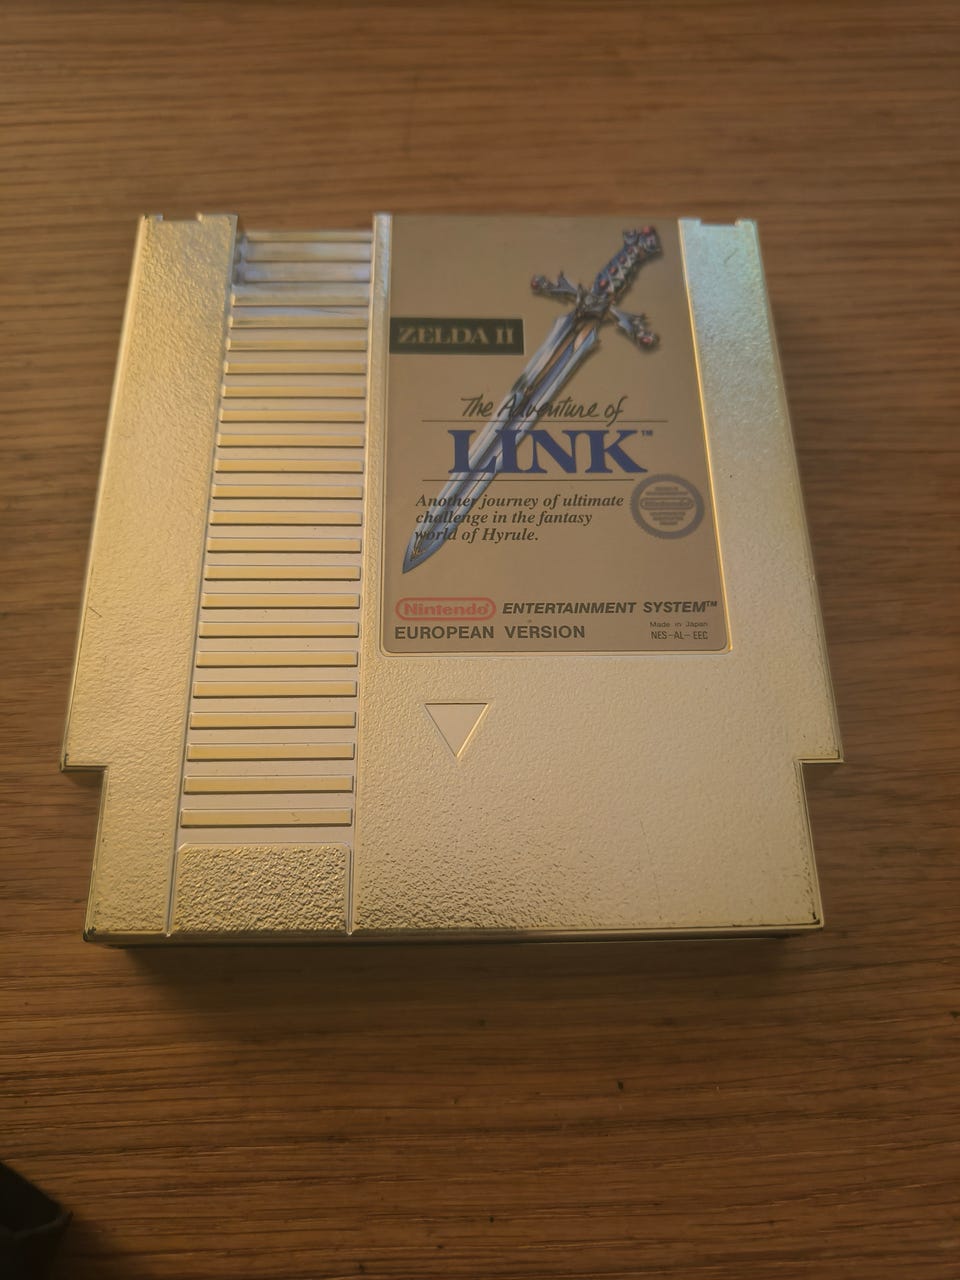 ZELDA II
The Adventure of
LINK™
Another journey of ultimate
challenge in the fantasy
world of Hyrule.
Nintendo ENTERTAINMENT SYSTEM™
EUROPEAN VERSION
Made in Japan
NES-AL-EEC